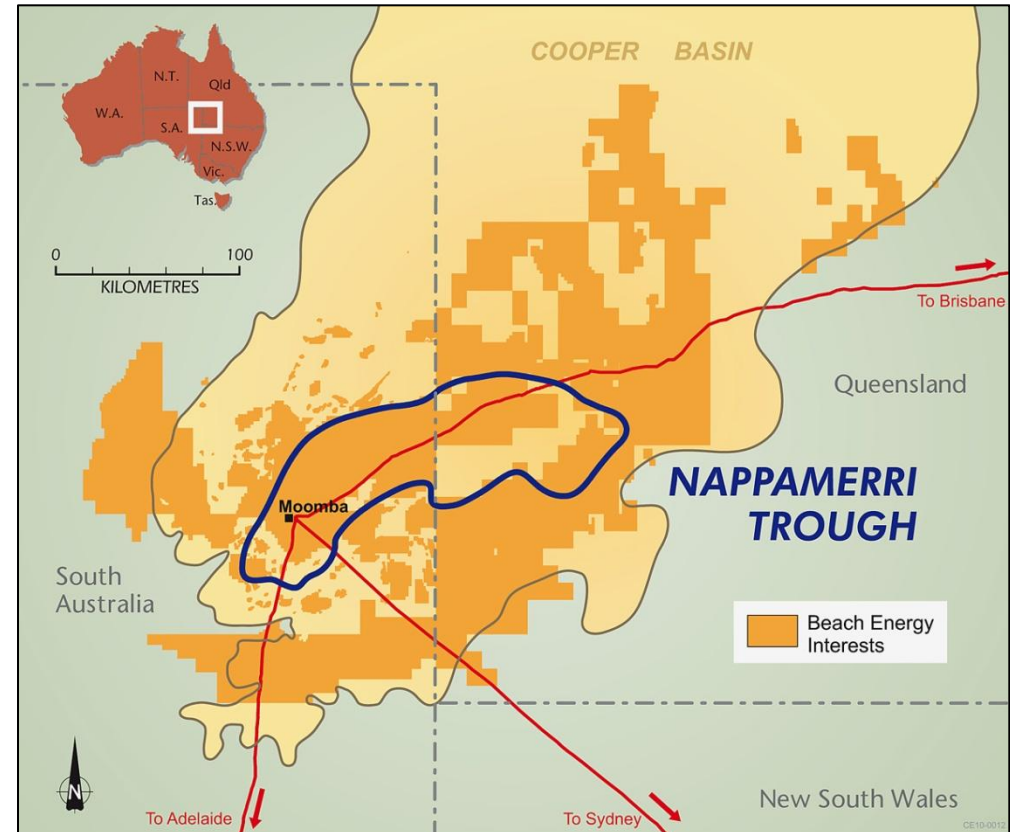 COOPER BASIN
N.T.
Qld
W.A.
S.A.
N.S.W.
Vic.
Tas.
0 100
KILOMETRES
To Brisbane
Queensland
NAPPAMERRI
TROUGH
Moomba
South
Australia
Beach Energy
Interests
N
To Adelaide
To Sydney
New South Wales
CE10-0012